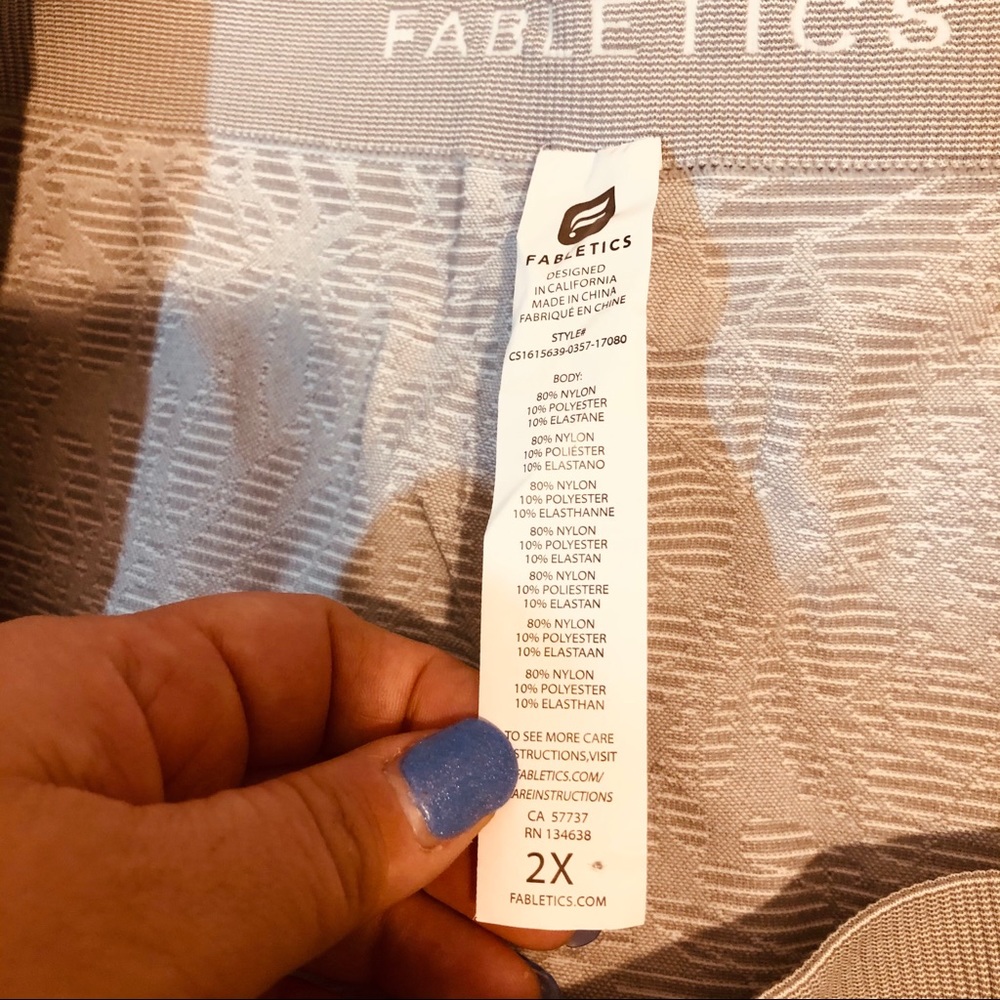 FABLETICS
FABLETICS
DESIGNED
IN CALIFORNIA
MADE IN CHINA
FABRIQUÉ EN CHINE
STYLE#
CS1615639-0357-17080
BODY:
80% NYLON
10% POLYESTER
10% ELASTANE
80% NYLON
10% POLIÉSTER
10% ELASTANO
80% NYLON
10% POLYESTER
10% ELASTHANNE
80% NYLON
10% POLYESTER
10% ELASTAN
80% NYLON
10% POLIESTERE
10% ELASTAN
80% NYLON
10% POLYESTER
10% ELASTAAN
80% NYLON
10% POLYESTER
10% ELASTHAN
TO SEE MORE CARE
STRUCTIONS,VISIT
FABLETICS.COM/
AREINSTRUCTIONS
CA 57737
RN 134638
2X
FABLETICS.COM